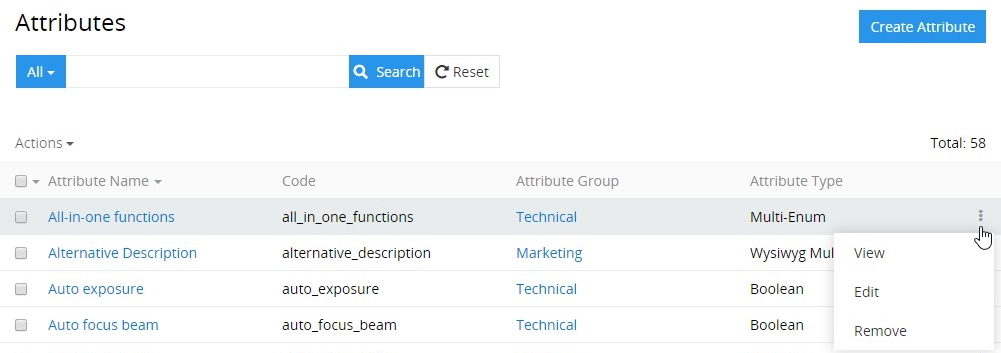 Attributes
Create Attribute
All
Search
Reset
Actions
Total: 58
Attribute Name Code Attribute Group Attribute Type
All-in-one functions all_in_one_functions Technical Multi-Enum
Alternative Description alternative_description Marketing Wysiwyg Mul
View
Auto exposure auto_exposure Technical Boolean
Edit
Auto focus beam auto_focus_beam Technical Boolean
Remove